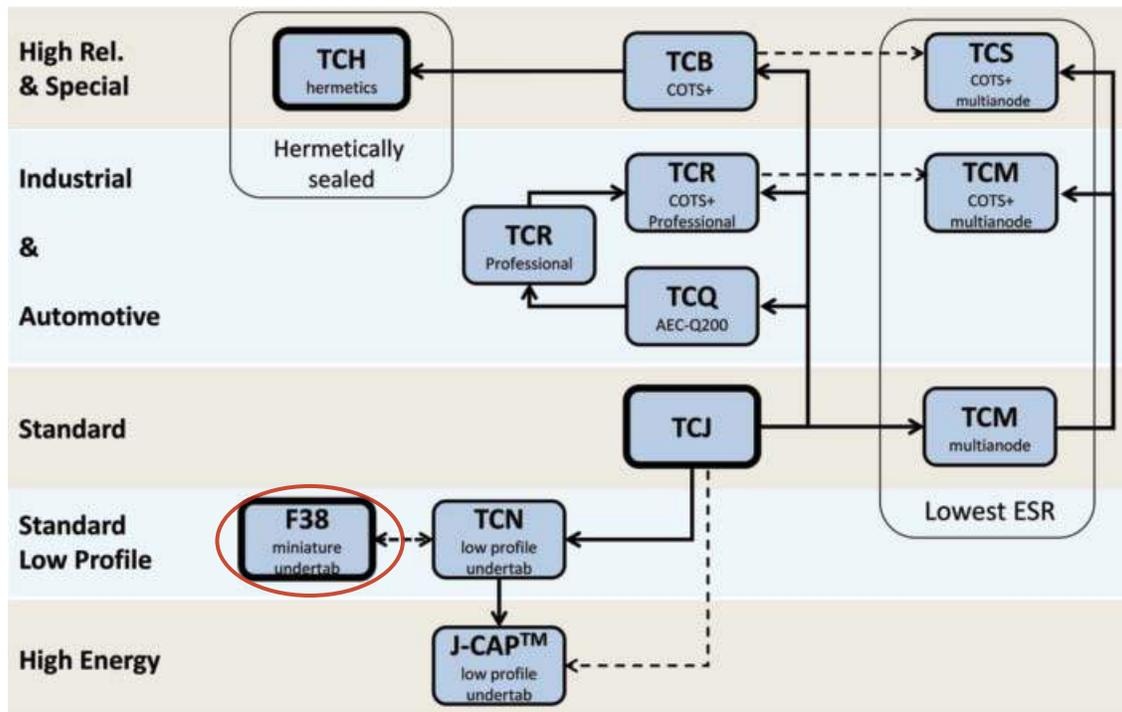 High Rel.
& Special
TCH
hermetics
Hermetically
sealed
TCB
COTS+
TCS
COTS+
multianode
Industrial
&
Automotive
TCR
Professional
TCR
COTS+
Professional
TCQ
AEC-Q200
TCM
COTS+
multianode
Standard
TCJ
TCM
multianode
Lowest ESR
Standard
Low Profile
F38
miniature
undertab
TCN
low profile
undertab
High Energy
J-CAP™
low profile
undertab